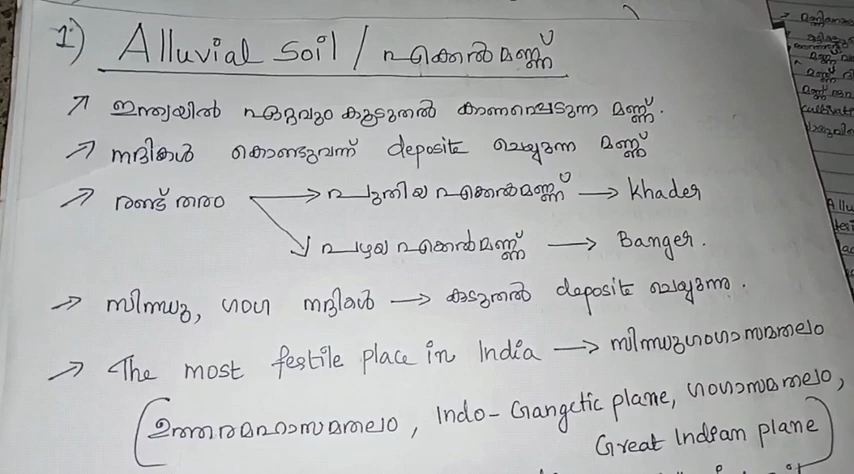 1) Alluvial Soil / എക്കൽമണ്ണ്
→ ഇന്ത്യയിൽ ഏറ്റവും കൂടുതൽ കാണപ്പെടുന്ന മണ്ണ്.
→ നദികൾ കൊണ്ടുവന്ന് deposite ചെയ്യുന്ന മണ്ണ്
→ രണ്ട് തരം → പുതിയ എക്കൽമണ്ണ് → Khader
→ പഴയ എക്കൽമണ്ണ് → Banger.
→ സിന്ധു, ഗംഗ നദികൾ → കൂടുതൽ deposite ചെയ്യുന്നു.
→ The most fertile place in India → സിന്ധുഗംഗാസമതലം
(ഉത്തരമഹാസമതലം, Indo-Gangetic plane, ഗംഗാസമതലം,
Great Indian plane)